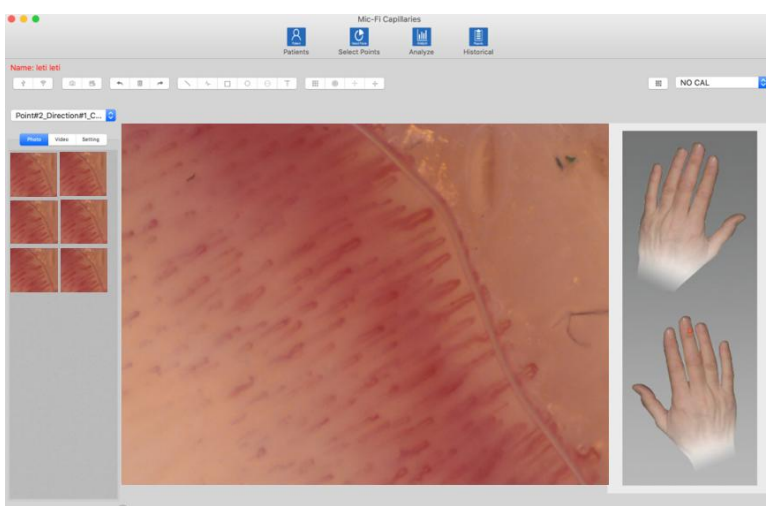 Mic-Fi Capillaries
Patients Select Points Analyze Historical
Name: leti leti
T
NO CAL
Point#2_Direction#1_C...
Photo Video Setting